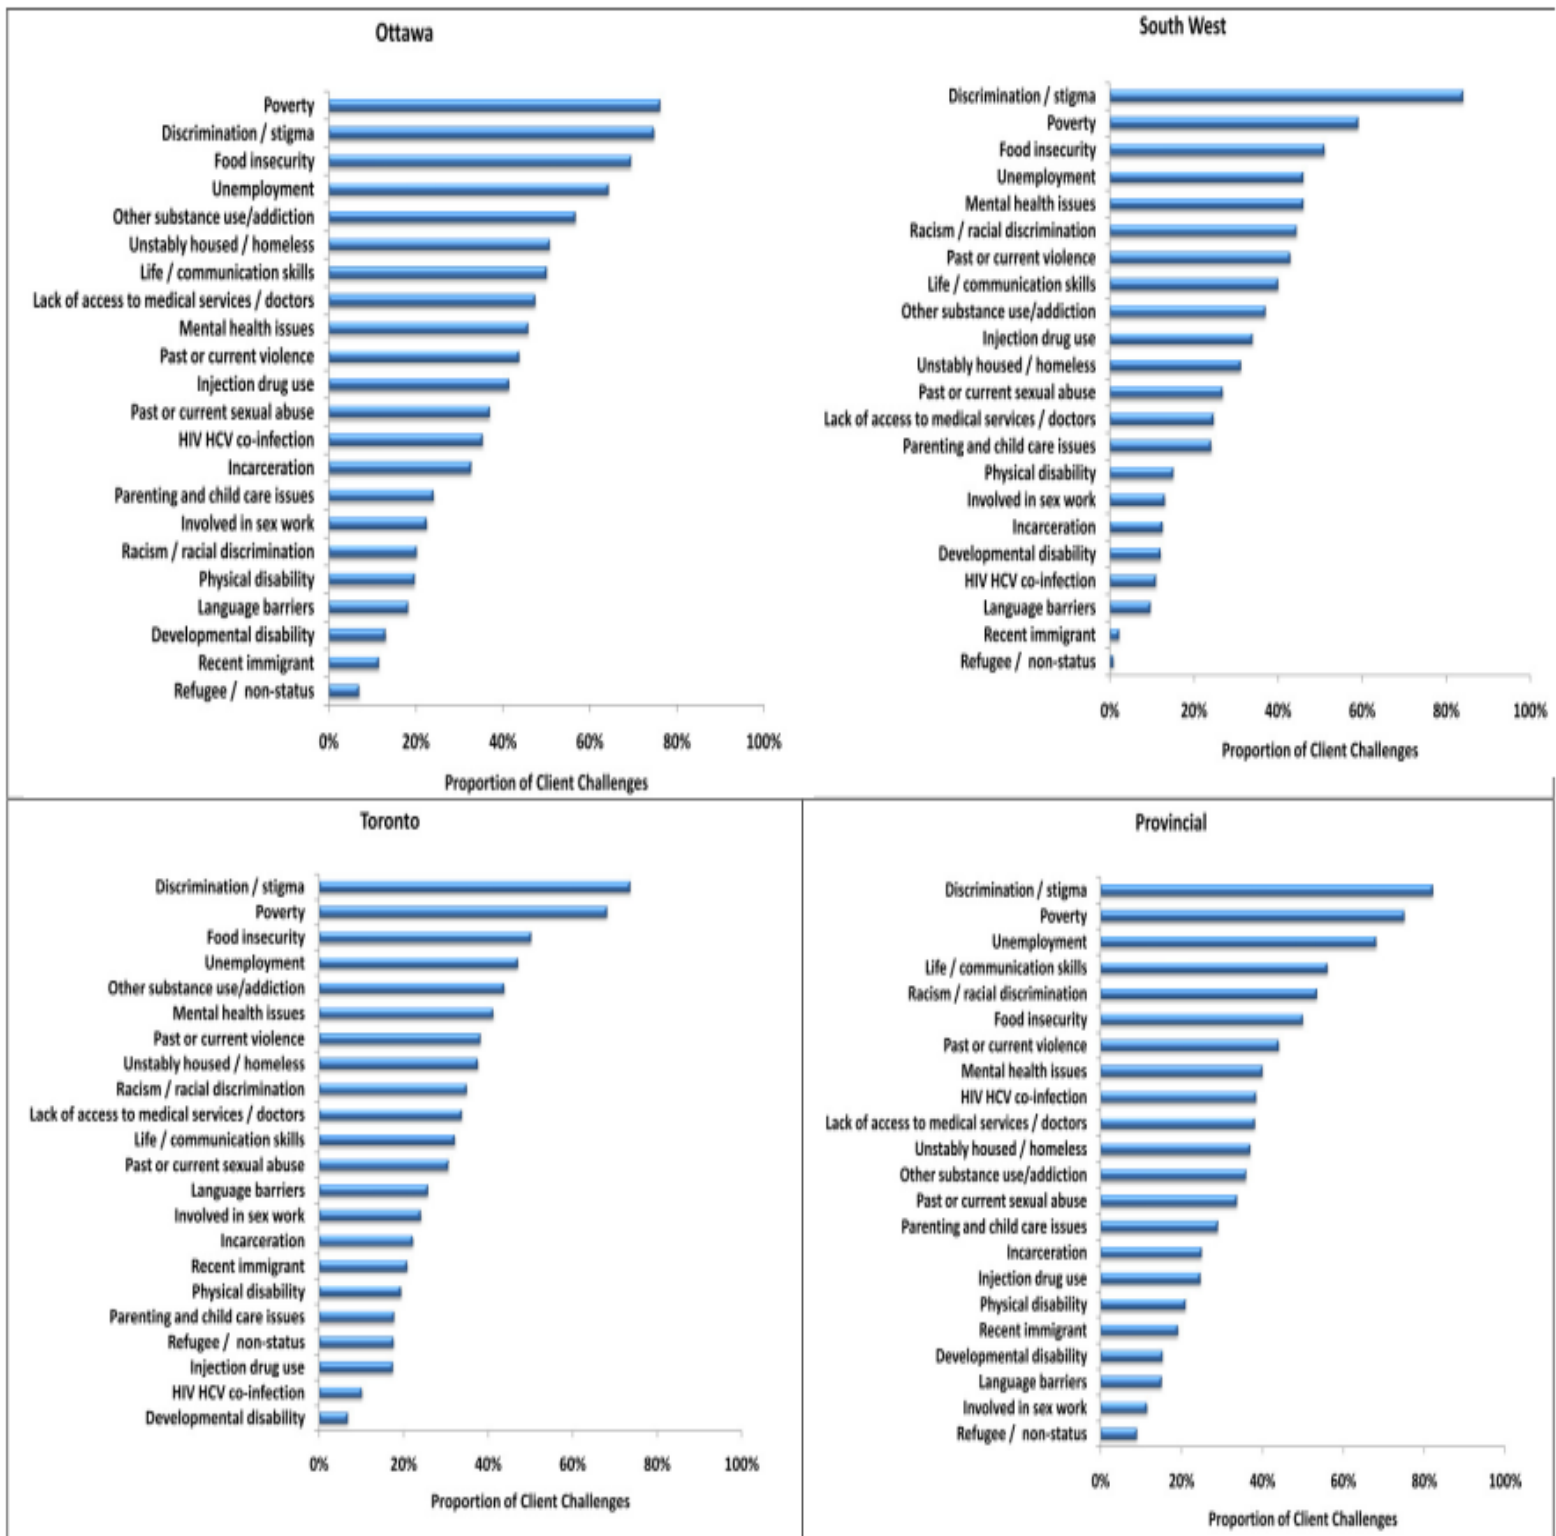 Ottawa
Poverty
Discrimination / stigma
Food insecurity
Unemployment
Other substance use/addiction
Unstably housed / homeless
Life / communication skills
Lack of access to medical services / doctors
Mental health issues
Past or current violence
Injection drug use
Past or current sexual abuse
HIV HCV co-infection
Incarceration
Parenting and child care issues
Involved in sex work
Racism / racial discrimination
Physical disability
Language barriers
Developmental disability
Recent immigrant
Refugee / non-status
0% 20% 40% 60% 80% 100%
Proportion of Client Challenges
South West
Discrimination / stigma
Poverty
Food insecurity
Unemployment
Mental health issues
Racism / racial discrimination
Past or current violence
Life / communication skills
Other substance use/addiction
Injection drug use
Unstably housed / homeless
Past or current sexual abuse
Lack of access to medical services / doctors
Parenting and child care issues
Physical disability
Involved in sex work
Incarceration
Developmental disability
HIV HCV co-infection
Language barriers
Recent immigrant
Refugee / non-status
0% 20% 40% 60% 80% 100%
Proportion of Client Challenges
Toronto
Discrimination / stigma
Poverty
Food insecurity
Unemployment
Other substance use/addiction
Mental health issues
Past or current violence
Unstably housed / homeless
Racism / racial discrimination
Lack of access to medical services / doctors
Life / communication skills
Past or current sexual abuse
Language barriers
Involved in sex work
Incarceration
Recent immigrant
Physical disability
Parenting and child care issues
Refugee / non-status
Injection drug use
HIV HCV co-infection
Developmental disability
0% 20% 40% 60% 80% 100%
Proportion of Client Challenges
Provincial
Discrimination / stigma
Poverty
Unemployment
Life / communication skills
Racism / racial discrimination
Food insecurity
Past or current violence
Mental health issues
HIV HCV co-infection
Lack of access to medical services / doctors
Unstably housed / homeless
Other substance use/addiction
Past or current sexual abuse
Parenting and child care issues
Incarceration
Injection drug use
Physical disability
Recent immigrant
Developmental disability
Language barriers
Involved in sex work
Refugee / non-status
0% 20% 40% 60% 80% 100%
Proportion of Client Challenges